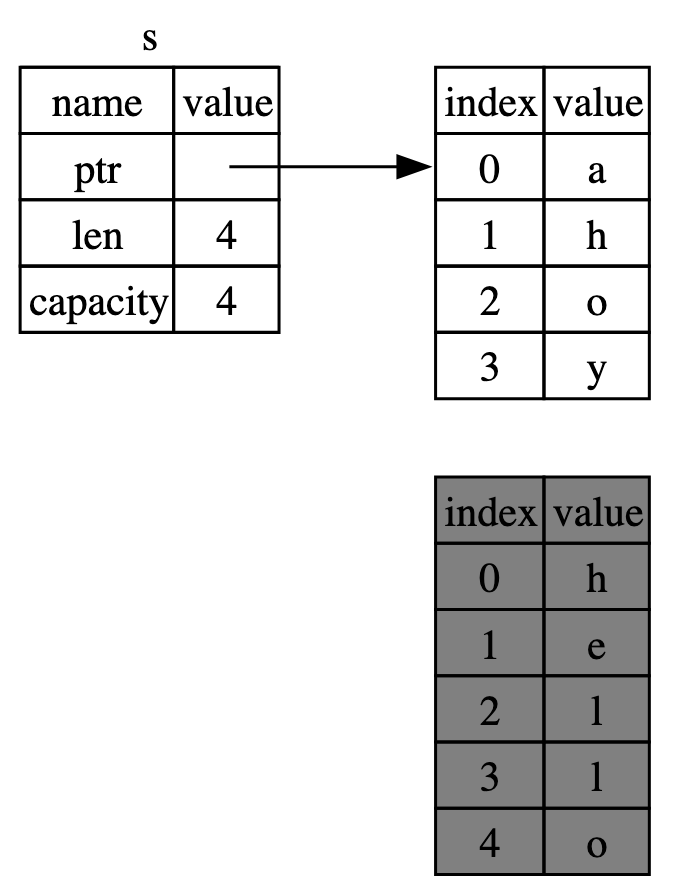 s
name value
ptr
len 4
capacity 4
index value
0 a
1 h
2 o
3 y
index value
0 h
1 e
2 l
3 l
4 o